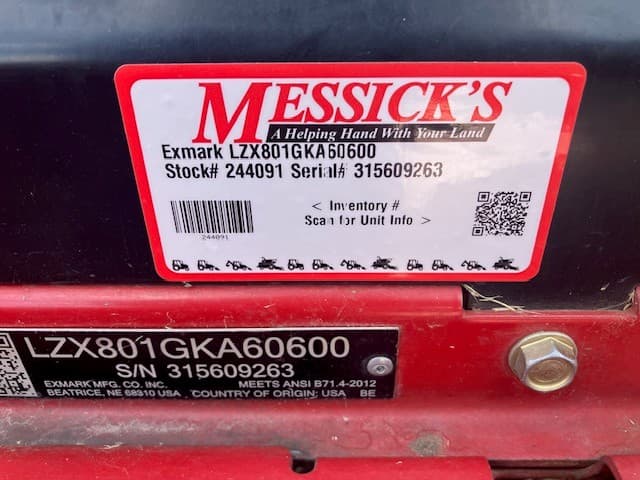 MESSICK'S
A Helping Hand With Your Land
Exmark LZX801GKA60600
Stock# 244091 Serial# 315609263
< Inventory #
Scan for Unit Info >
244091
LZX801GKA60600
S/N 315609263
EXMARK MFG. CO. INC. MEETS ANSI B71.4-2012
BEATRICE, NE 68310 USA COUNTRY OF ORIGIN: USA BE